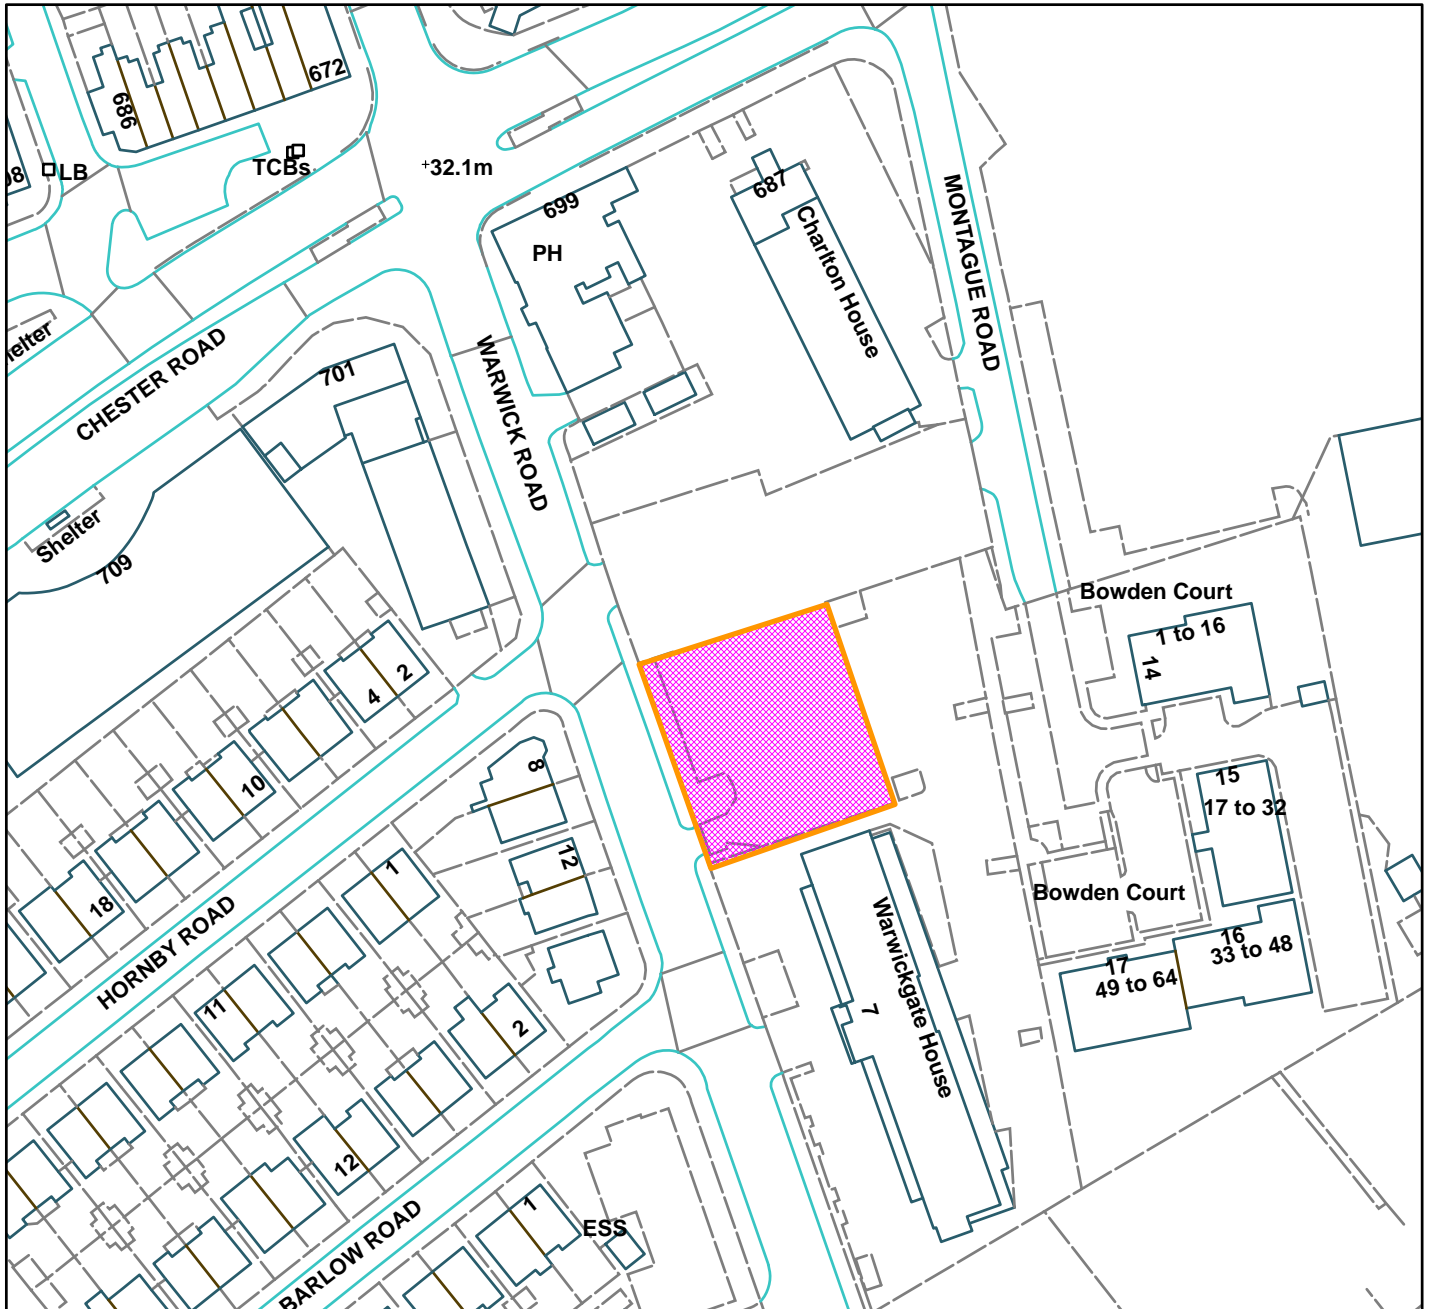 672
686
TCBs
LB
+32.1m
699
PH
687
Charlton House
MONTAGUE ROAD
CHESTER ROAD
WARWICK ROAD
701
Shelter
709
Bowden Court
1 to 16
14
2
4
10
18
8
12
1
15
17 to 32
Bowden Court
16
33 to 48
17
49 to 64
HORNBY ROAD
11
2
12
Warwickgate House
7
1
ESS
BARLOW ROAD